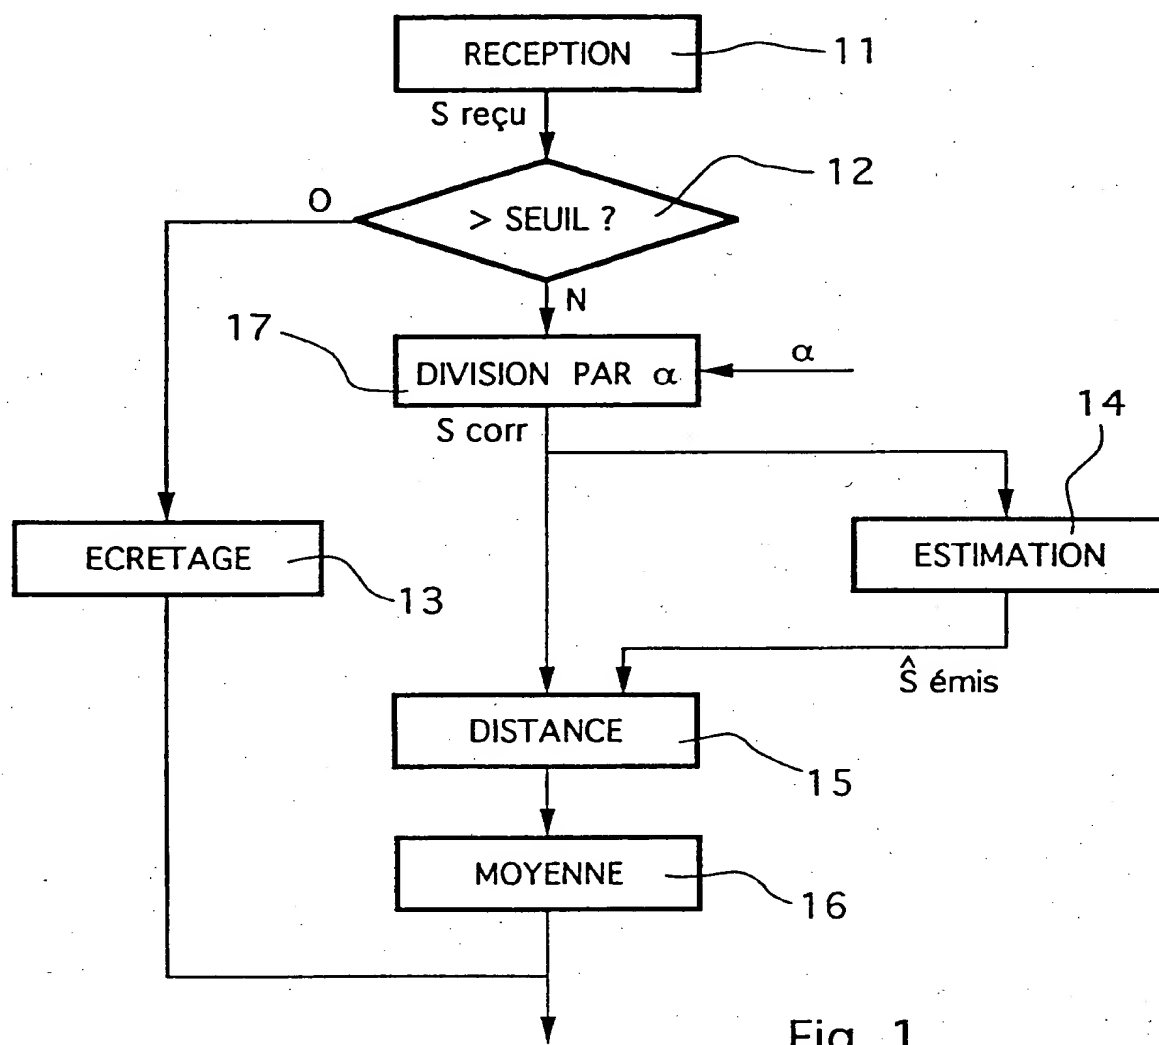 RECEPTION
11
S reçu
12
O
> SEUIL ?
N
17
α
DIVISION PAR α
14
S corr
ECRETAGE
ESTIMATION
13
Ŝ émis
DISTANCE
15
MOYENNE
16
Fig. 1